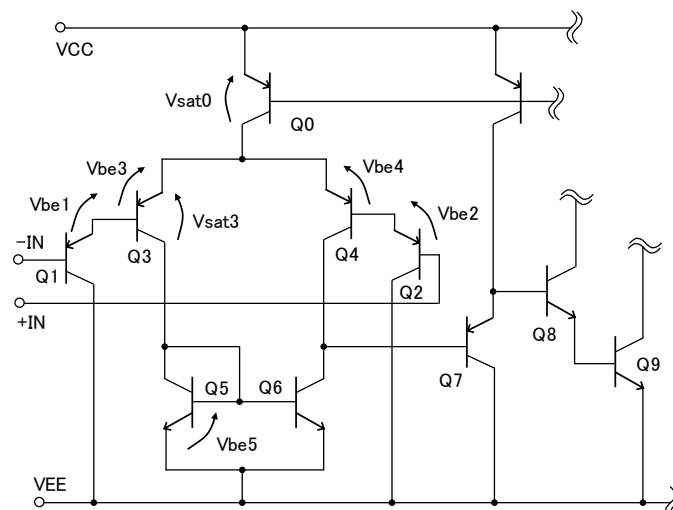 VCC
Vsat0
Q0
Vbe3
Vbe4
Vbe1
Vsat3
Vbe2
-IN
Q1
Q3
Q4
Q2
+IN
Q8
Q7
Q9
Q5
Q6
Vbe5
VEE